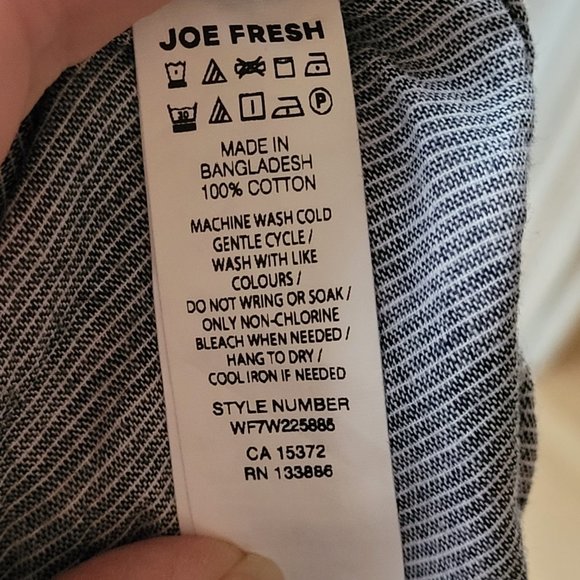 JOE FRESH
30 P
MADE IN
BANGLADESH
100% COTTON
MACHINE WASH COLD
GENTLE CYCLE /
WASH WITH LIKE
COLOURS /
DO NOT WRING OR SOAK /
ONLY NON-CHLORINE
BLEACH WHEN NEEDED /
HANG TO DRY /
COOL IRON IF NEEDED
STYLE NUMBER
WF7W225885
CA 15372
RN 133886